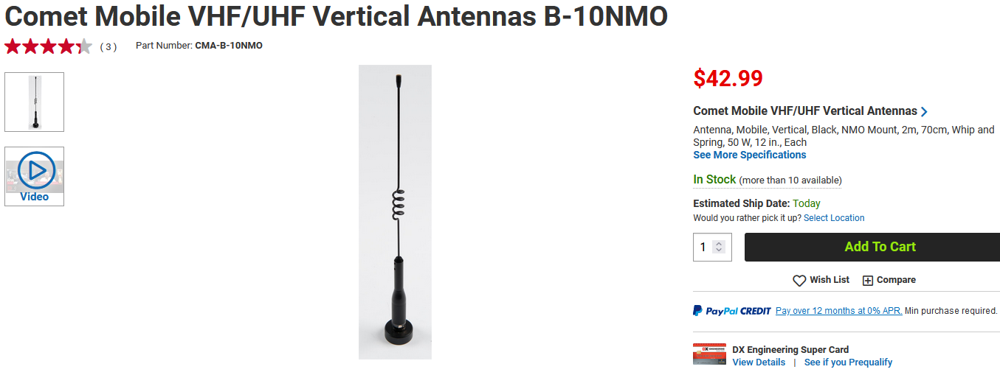 Comet Mobile VHF/UHF Vertical Antennas B-10NMO
( 3 ) Part Number: CMA-B-10NMO
Video
$42.99
Comet Mobile VHF/UHF Vertical Antennas
Antenna, Mobile, Vertical, Black, NMO Mount, 2m, 70cm, Whip and
Spring, 50 W, 12 in., Each
See More Specifications
In Stock (more than 10 available)
Estimated Ship Date: Today
Would you rather pick it up? Select Location
1 Add To Cart
Wish List Compare
PayPal CREDIT Pay over 12 months at 0% APR. Min purchase required.
DX ENGINEERING
DX Engineering Super Card
View Details | See if you Prequalify